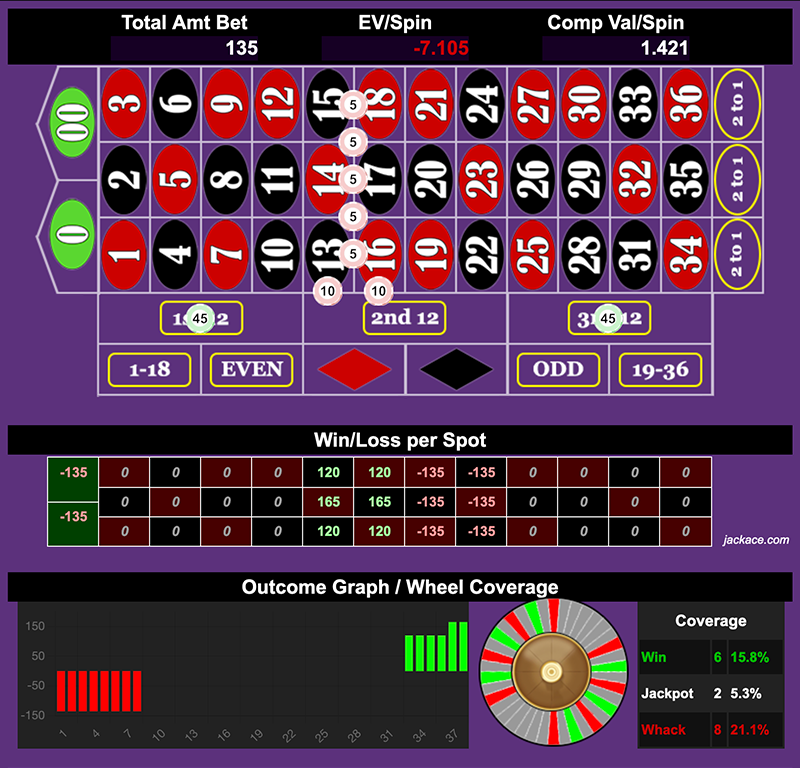 Total Amt Bet EV/Spin Comp Val/Spin
135 -7.105 1.421
00 3 6 9 12 15 5 18 21 24 27 30 33 36 2 to 1
5
2 5 8 11 14 5 17 20 23 26 29 32 35 2 to 1
5
0 1 4 7 10 13 5 16 19 22 25 28 31 34 2 to 1
10 10
1s 45 12 2nd 12 3r 45 12
1-18 EVEN ODD 19-36
Win/Loss per Spot
-135 0 0 0 0 120 120 -135 -135 0 0 0 0
0 0 0 0 165 165 -135 -135 0 0 0 0
-135 0 0 0 0 120 120 -135 -135 0 0 0 0
jackace.com
Outcome Graph / Wheel Coverage
150
50
-50
-150
1 4 7 10 13 16 19 22 25 28 31 34 37
Coverage
Win 6 15.8%
Jackpot 2 5.3%
Whack 8 21.1%